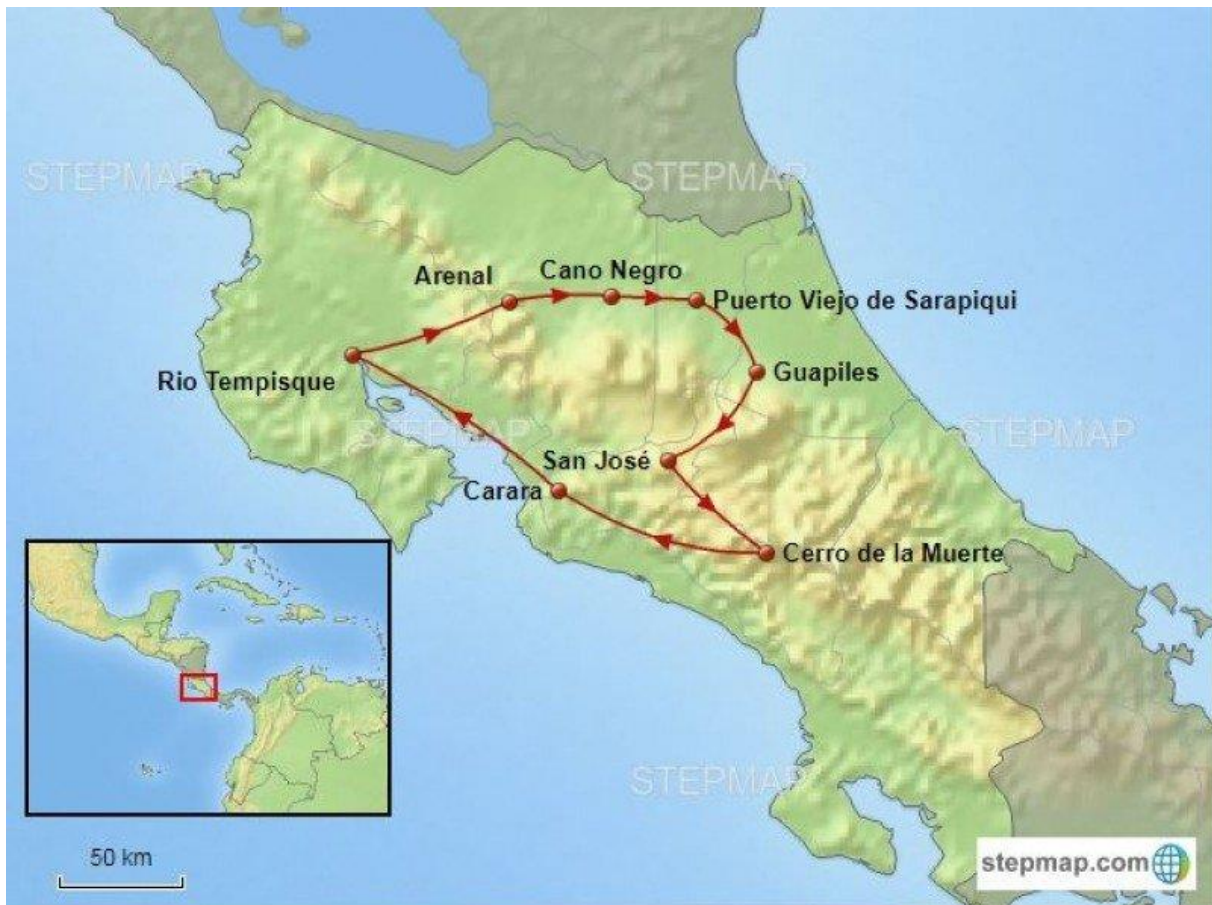 STEPMAP
STEPMAP
Arenal
Cano Negro
Puerto Viejo de Sarapiqui
Rio Tempisque
Guapiles
STEPMAP
STEPMAP
San José
Carara
Cerro de la Muerte
STEPMAP
50 km
stepmap.com